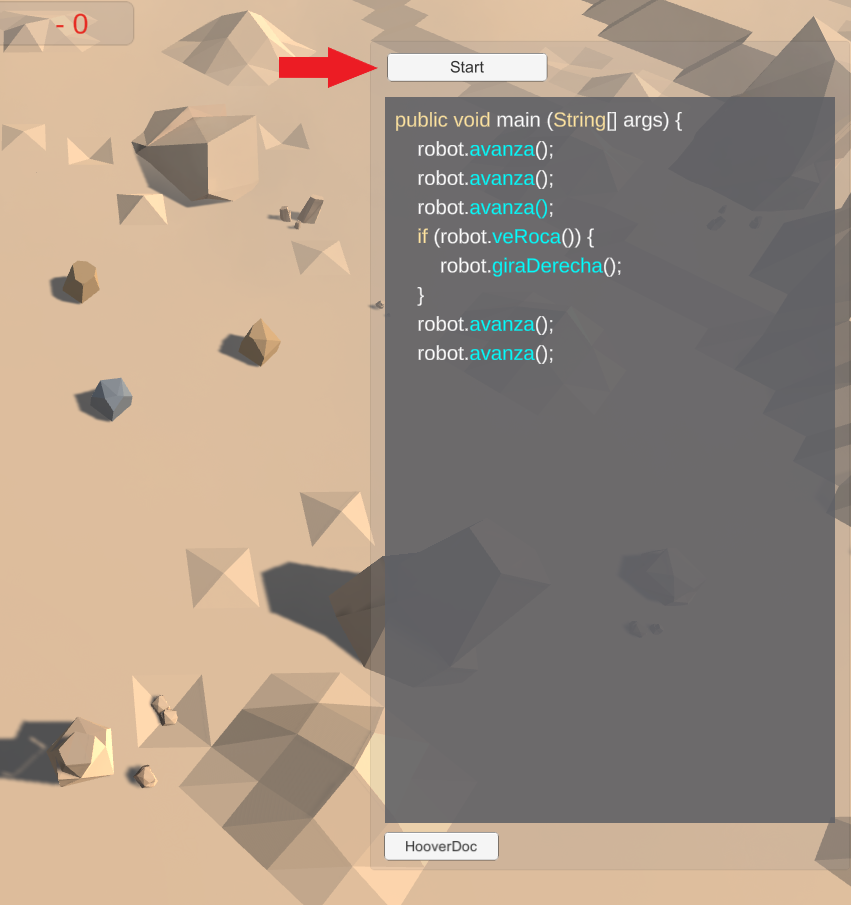 - 0
Start
public void main (String[] args) {
robot.avanza();
robot.avanza();
robot.avanza();
if (robot.veRoca()) {
robot.giraDerecha();
}
robot.avanza();
robot.avanza();
HooverDoc